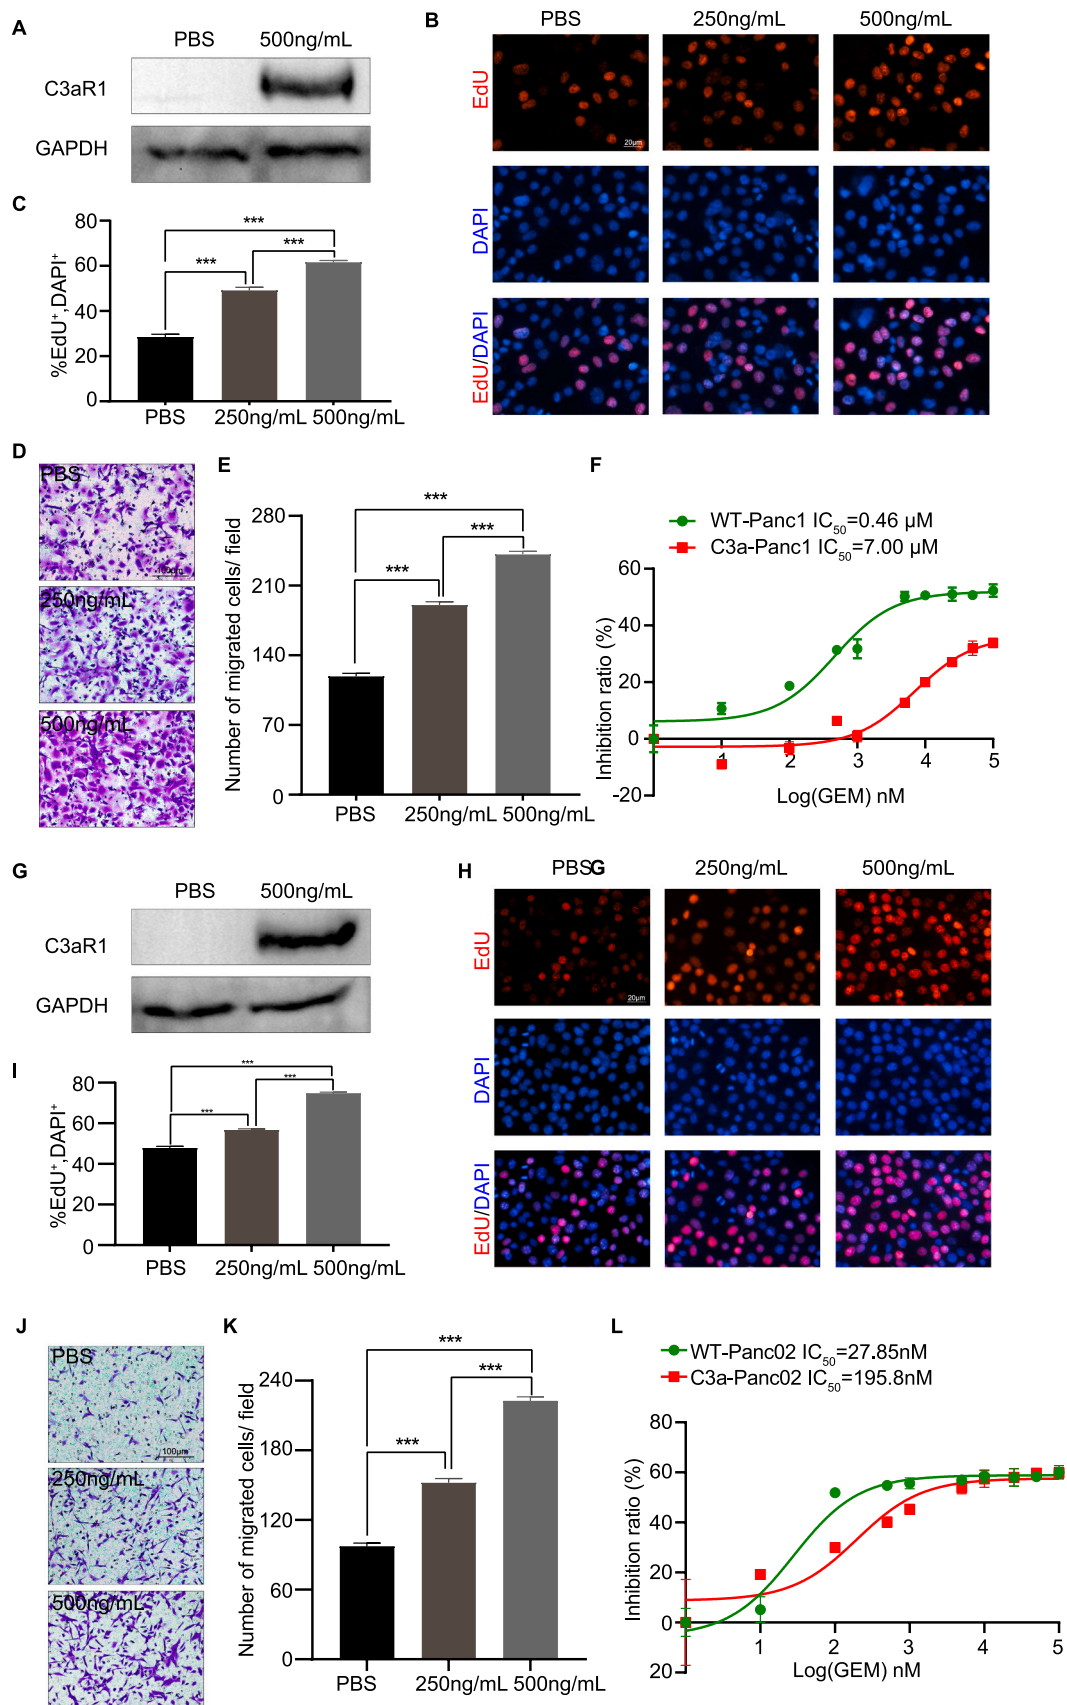 A
PBS 500ng/mL
C3aR1
GAPDH
B
PBS 250ng/mL 500ng/mL
EdU
20μm
DAPI
EdU/DAPI
C
%EdU⁺,DAPI⁺
80
60
40
20
0
***
*** ***
PBS 250ng/mL 500ng/mL
D
PBS
100μm
250ng/mL
500ng/mL
E
Number of migrated cells/ field
280
210
140
70
0
***
***
***
PBS 250ng/mL 500ng/mL
F
WT-Panc1 IC₅₀=0.46 μM
C3a-Panc1 IC₅₀=7.00 μM
Inhibition ratio (%)
60
40
20
0
-20
1 2 3 4 5
Log(GEM) nM
G
PBS 500ng/mL
C3aR1
GAPDH
H
PBS G 250ng/mL 500ng/mL
EdU
20μm
DAPI
EdU/DAPI
I
%EdU⁺,DAPI⁺
80
60
40
20
0
***
***
***
PBS 250ng/mL 500ng/mL
J
PBS
100μm
250ng/mL
500ng/mL
K
Number of migrated cells/ field
240
180
120
60
0
***
***
***
PBS 250ng/mL 500ng/mL
L
WT-Panc02 IC₅₀=27.85nM
C3a-Panc02 IC₅₀=195.8nM
Inhibition ratio (%)
80
60
40
20
0
20
1 2 3 4 5
Log(GEM) nM